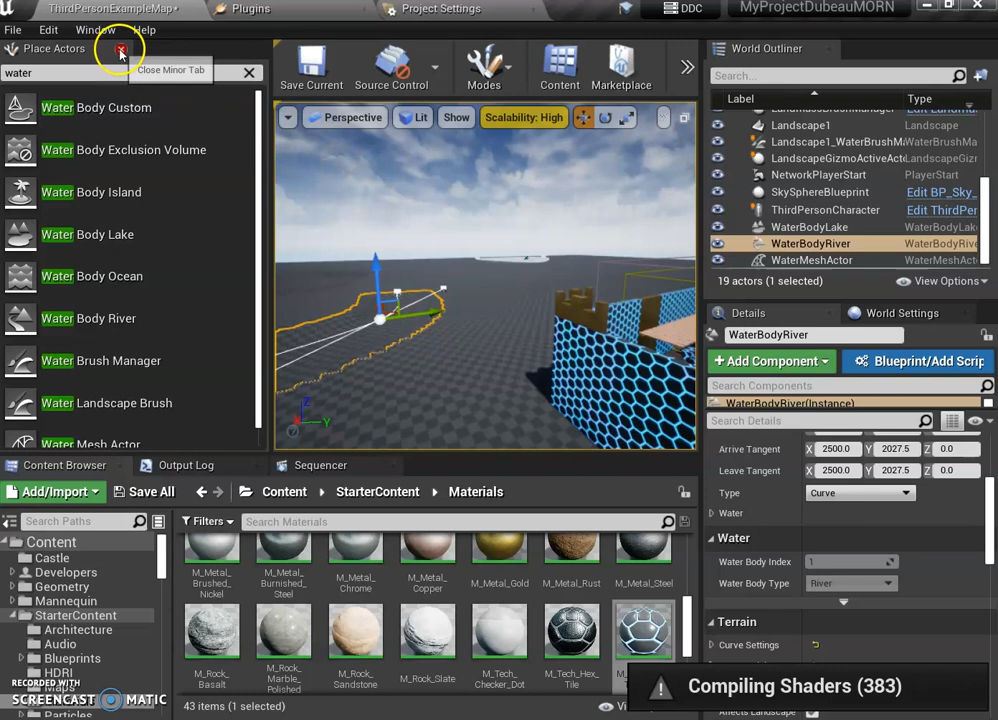 ThirdPersonExampleMap•
Plugins
Project Settings
DDC
MyProjectDubeauMORN
File Edit Window Help
Place Actors
Close Minor Tab
water
Water Body Custom
Water Body Exclusion Volume
Water Body Island
Water Body Lake
Water Body Ocean
Water Body River
Water Brush Manager
Water Landscape Brush
Water Mesh Actor
Save Current
Source Control
Modes
Content
Marketplace
Perspective
Lit
Show
Scalability: High
Z
Y
World Outliner
Search...
Label Type
Landscape1 Landscape
Landscape1_WaterBrushMa WaterBrushMa
LandscapeGizmoActiveActo LandscapeGizr
NetworkPlayerStart PlayerStart
SkySphereBlueprint Edit BP_Sky_
ThirdPersonCharacter Edit ThirdPer
WaterBodyLake WaterBodyLak
WaterBodyRiver WaterBodyRive
WaterMeshActor WaterMeshAct
19 actors (1 selected) View Options
Details World Settings
WaterBodyRiver
Add Component Blueprint/Add Scrip
Search Components
WaterBodyRiver(Instance)
Search Details
Arrive Tangent X 2500.0 Y 2027.5 Z 0.0
Leave Tangent X 2500.0 Y 2027.5 Z 0.0
Type Curve
Water
Water
Water Body Index 1
Water Body Type River
Terrain
Curve Settings
Affects Landscape
Compiling Shaders (383)
Content Browser
Output Log
Sequencer
Add/Import Save All Content StarterContent Materials
Search Paths
Filters
Search Materials
Content
Castle
Developers
Geometry
Mannequin
StarterContent
Architecture
Audio
Blueprints
HDRI
Maps
Particles
M_Metal_
Brushed_
Nickel
M_Metal_
Burnished_
Steel
M_Metal_
Chrome
M_Metal_
Copper
M_Metal_Gold
M_Metal_Rust
M_Metal_Steel
M_Rock_
Basalt
M_Rock_
Marble_
Polished
M_Rock_
Sandstone
M_Rock_Slate
M_Tech_
Checker_Dot
M_Tech_Hex_
Tile
43 items (1 selected)
RECORDED WITH
SCREENCAST MATIC